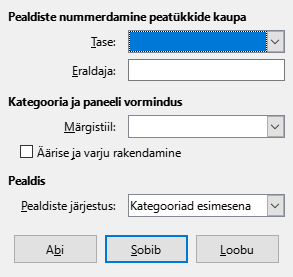 Pealdiste nummerdamine peatükkide kaupa
Tase:
Eraldaja:
Kategooria ja paneeli vormindus
Märgistiil:
Äärise ja varju rakendamine
Pealdis
Pealdiste järjestus: Kategooriad esimesena
Abi Sobib Loobu